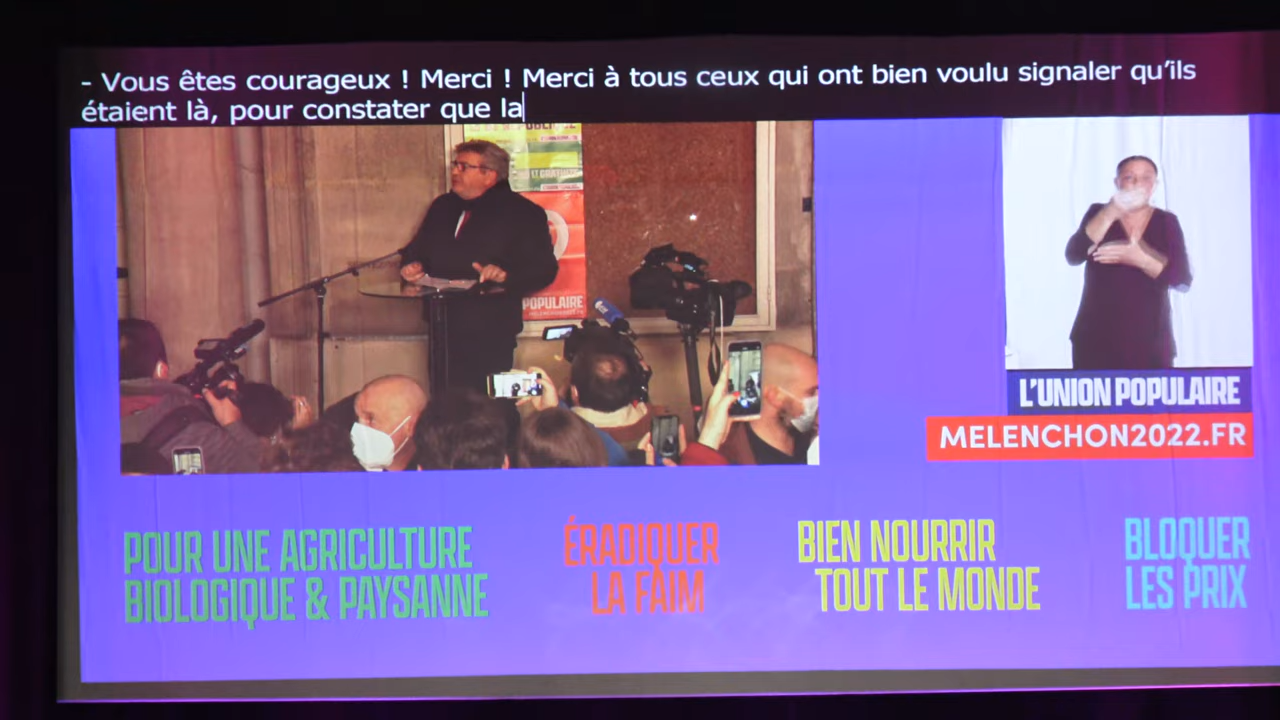 - Vous êtes courageux ! Merci ! Merci à tous ceux qui ont bien voulu signaler qu'ils
étaient là, pour constater que la
POPULAIRE
MELENCHON2022.FR
L'UNION POPULAIRE
MELENCHON2022.FR
POUR UNE AGRICULTURE
BIOLOGIQUE & PAYSANNE
ÉRADIQUER
LA FAIM
BIEN NOURRIR
TOUT LE MONDE
BLOQUER
LES PRIX